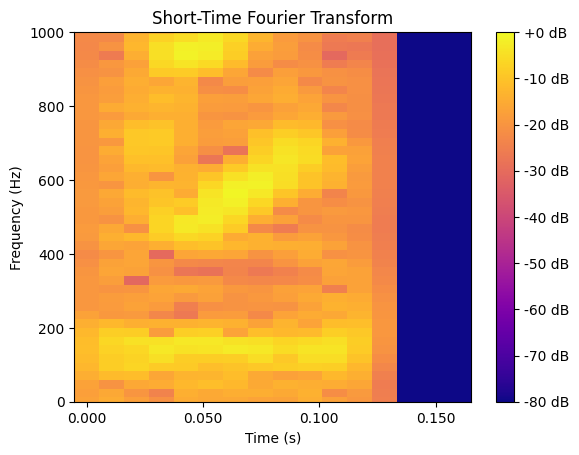 Short-Time Fourier Transform
1000
800
600
400
200
0
Frequency (Hz)
0.000
0.050
0.100
0.150
Time (s)
+0 dB
-10 dB
-20 dB
-30 dB
-40 dB
-50 dB
-60 dB
-70 dB
-80 dB